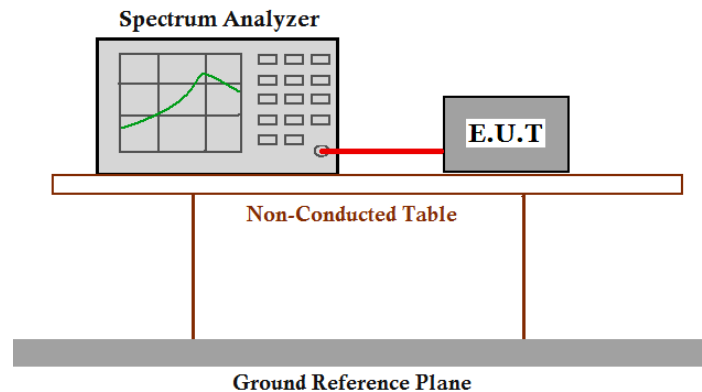 Spectrum Analyzer
E.U.T
Non-Conducted Table
Ground Reference Plane